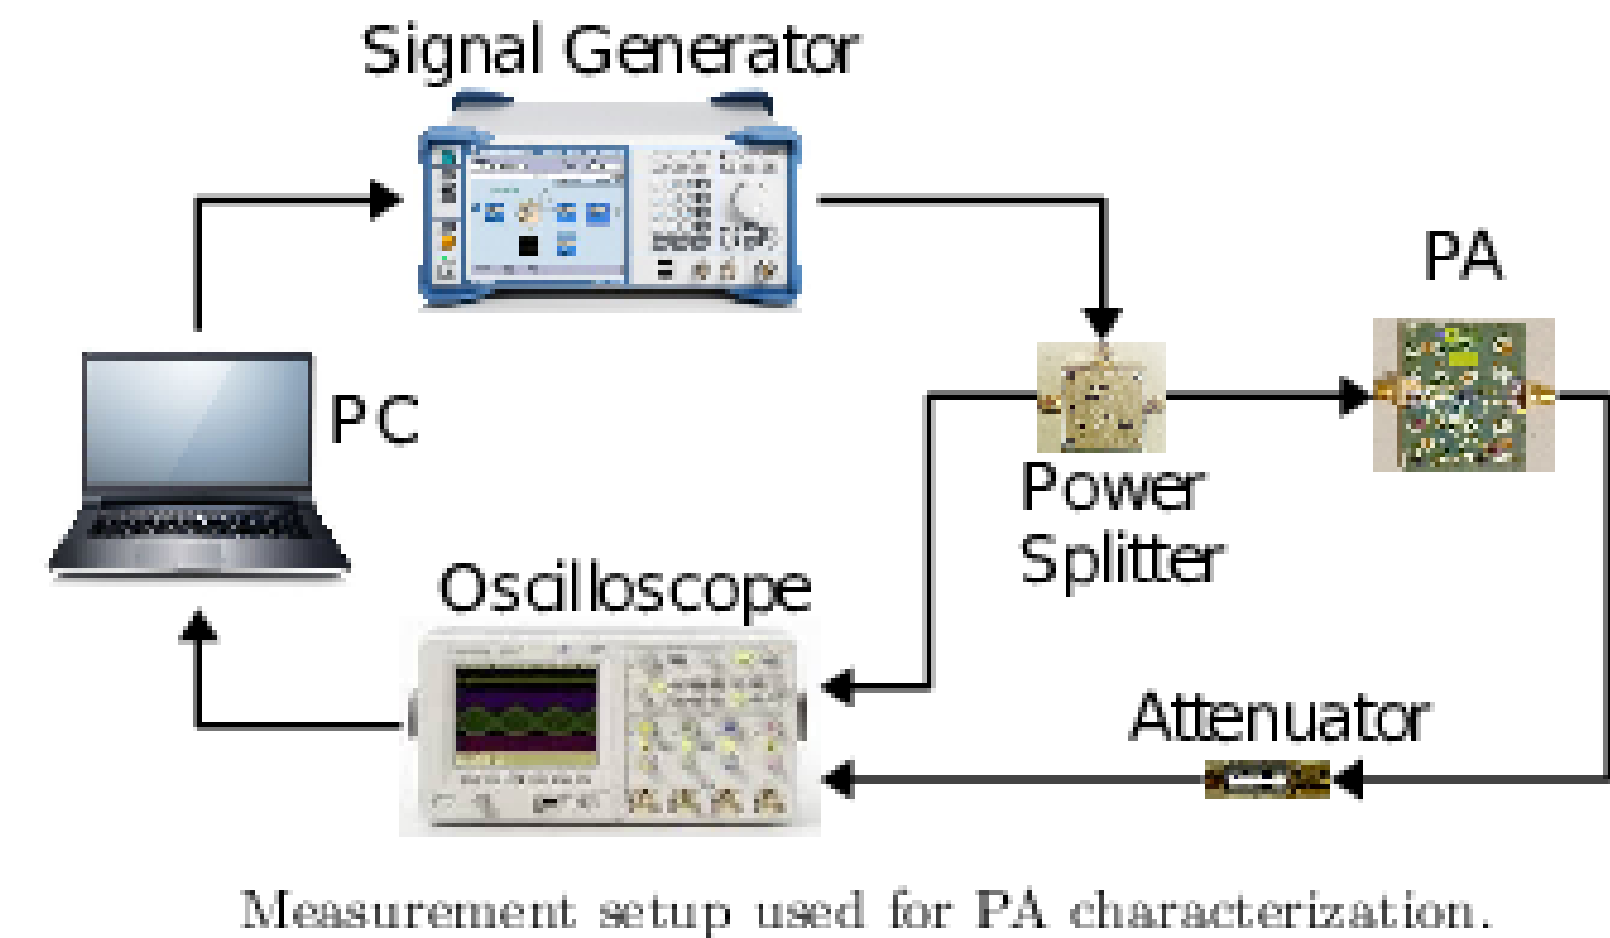 Signal Generator
PA
PC
Power
Splitter
Oscilloscope
Attenuator
Measurement setup used for PA characterization.